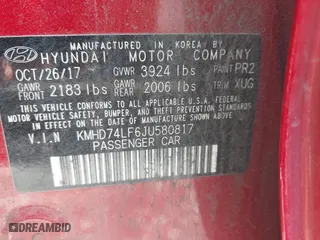 MANUFACTURED IN KOREA BY
HYUNDAI MOTOR COMPANY
OCT/26/17 GVWR 3924 lbs PAINT PR2
GAWR FRONT 2183 lbs GAWR REAR 2006 lbs TRIM XUG
THIS VEHICLE CONFORMS TO ALL APPLICABLE U.S.A. FEDERAL MOTOR VEHICLE SAFETY, BUMPER, AND THEFT PREVENTION STANDARDS IN EFFECT ON THE DATE OF MANUFACTURE SHOWN ABOVE.
V.I.N KMHD74LF6JU580817
PASSENGER CAR
DREAMBID